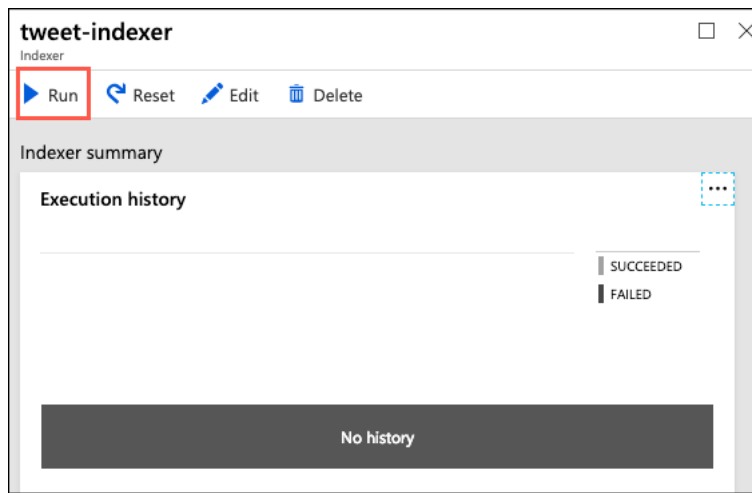 tweet-indexer
Indexer
Run Reset Edit Delete
Indexer summary
Execution history
SUCCEEDED
FAILED
No history